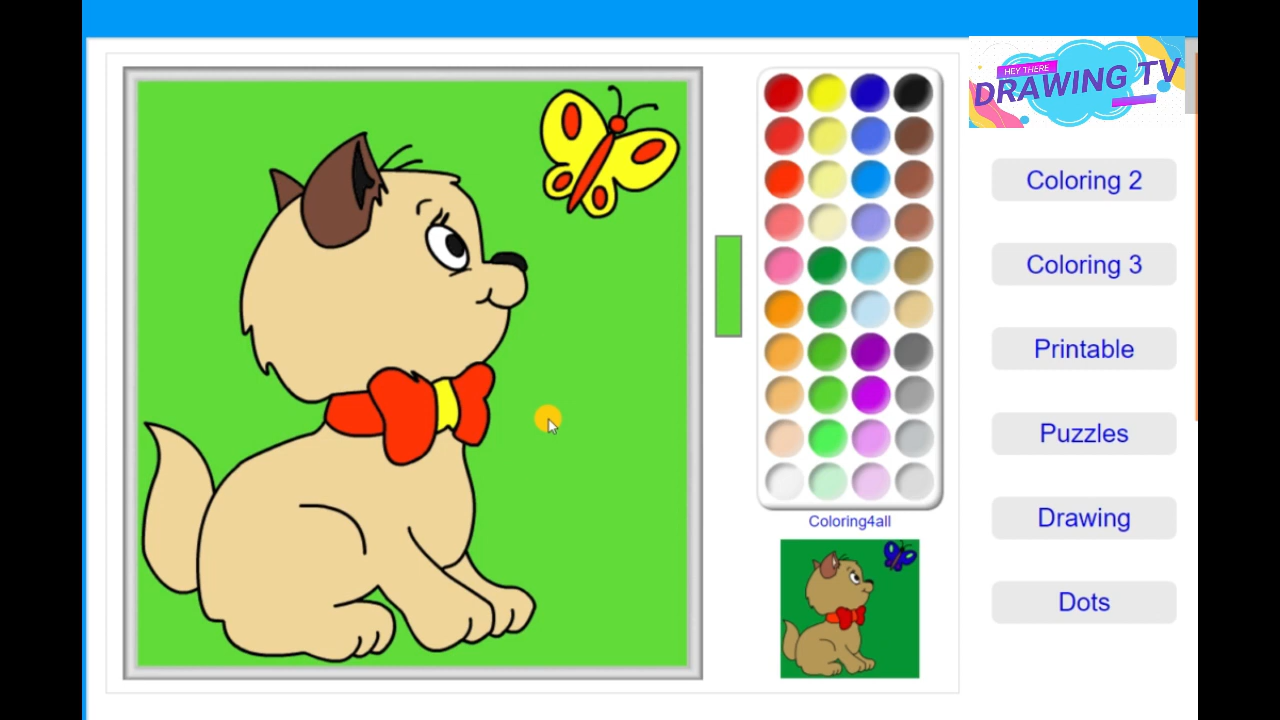 HEY THERE
DRAWING TV
Coloring 2
Coloring 3
Printable
Puzzles
Drawing
Dots
Coloring4all